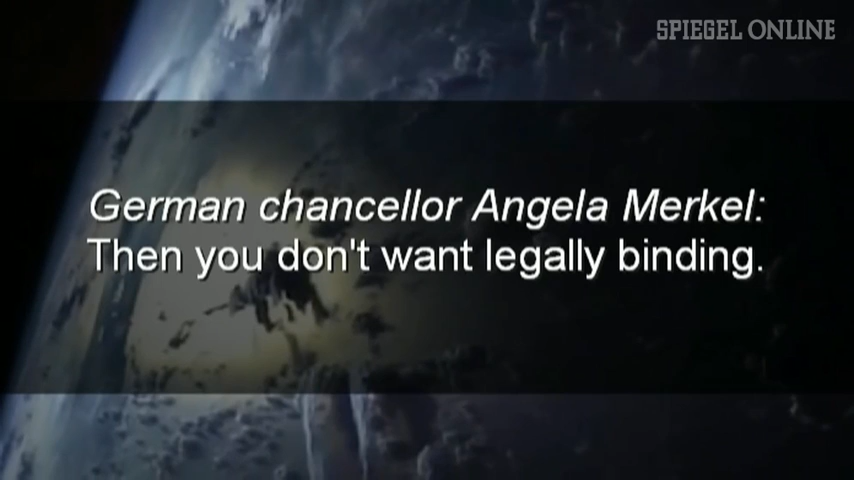 SPIEGEL ONLINE
German chancellor Angela Merkel:
Then you don't want legally binding.